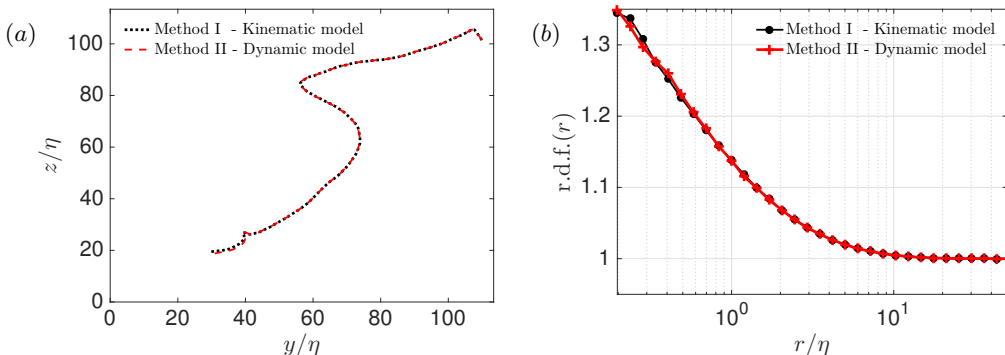 (a)
Method I - Kinematic model
Method II - Dynamic model
100
80
60
40
20
0
z/η
0 20 40 60 80 100
y/η
(b)
Method I - Kinematic model
Method II - Dynamic model
1.3
1.2
1.1
1
r.d.f.(r)
10^0 10^1
r/η